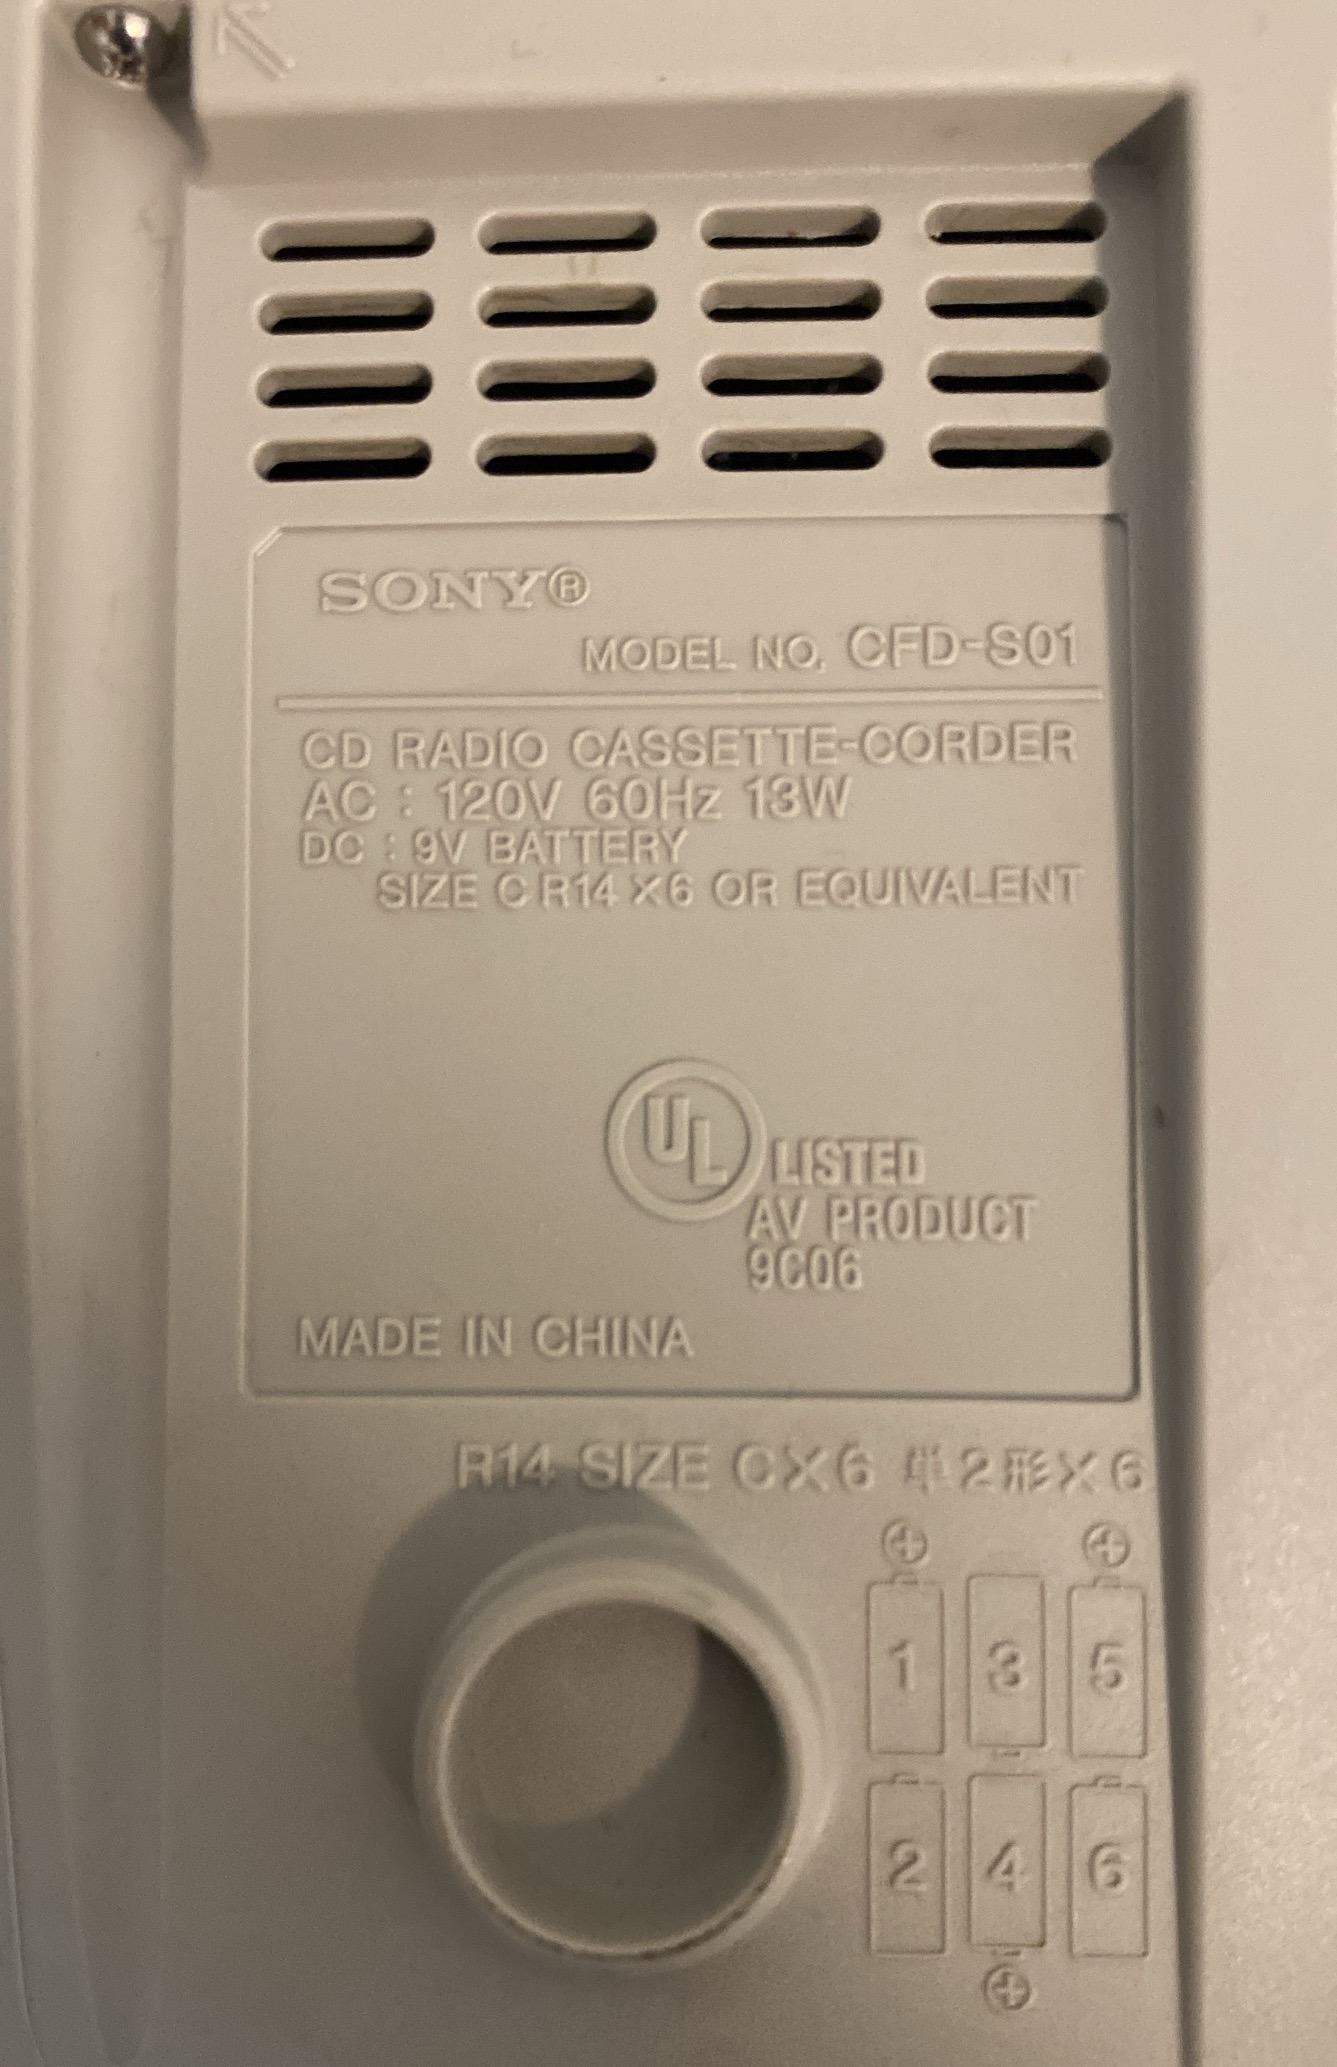 SONY®
MODEL NO. CFD-S01
CD RADIO CASSETTE-CORDER
AC : 120V 60Hz 13W
DC : 9V BATTERY
SIZE C R14 X6 OR EQUIVALENT
UL LISTED
AV PRODUCT
9C06
MADE IN CHINA
R14 SIZE C X 6 単2形 X 6
⊕ ⊕
1 3 5
2 4 6
⊕